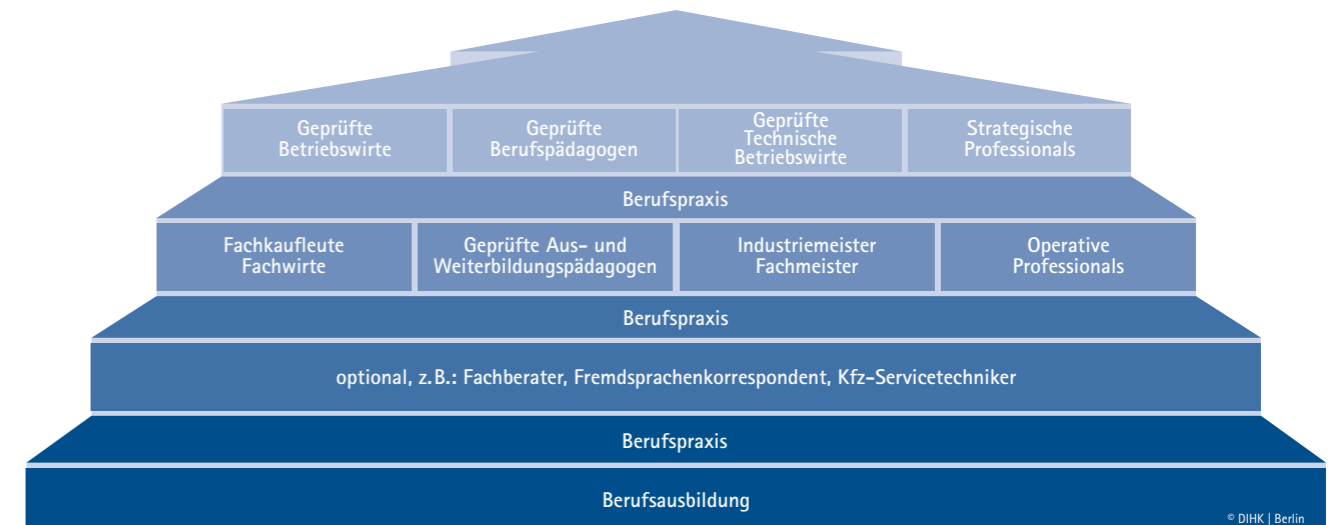 Geprüfte
Betriebswirte
Geprüfte
Berufspädagogen
Geprüfte
Technische
Betriebswirte
Strategische
Professionals
Berufspraxis
Fachkaufleute
Fachwirte
Geprüfte Aus- und
Weiterbildungspädagogen
Industriemeister
Fachmeister
Operative
Professionals
Berufspraxis
optional, z.B.: Fachberater, Fremdsprachenkorrespondent, Kfz-Servicetechniker
Berufspraxis
Berufsausbildung
© DIHK | Berlin